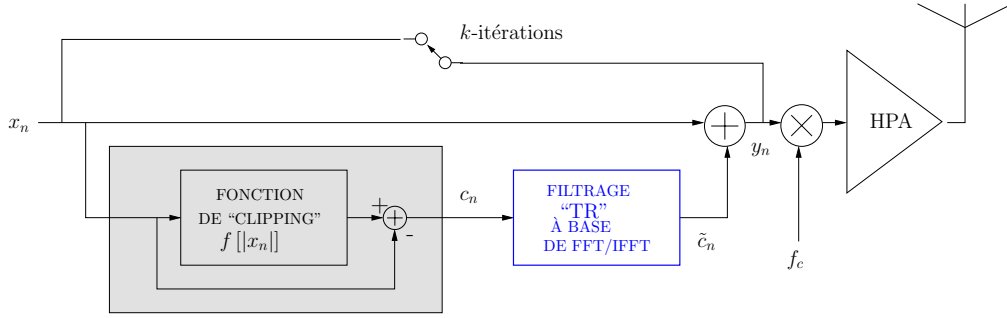 k-itérations
x_n
HPA
y_n
FONCTION
DE “CLIPPING”
f [|x_n|]
+
-
c_n
FILTRAGE
“TR”
À BASE
DE FFT/IFFT
c̃_n
f_c